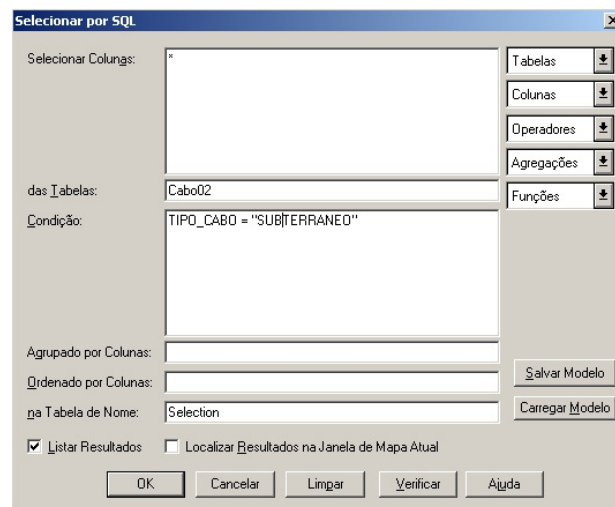 Selecionar por SQL
Selecionar Colunas: *
Tabelas
Colunas
Operadores
Agregações
das Tabelas: Cabo02
Funções
Condição: TIPO_CABO = "SUBTERRANEO"
Agrupado por Colunas:
Salvar Modelo
Ordenado por Colunas:
na Tabela de Nome: Selection
Carregar Modelo
Listar Resultados Localizar Resultados na Janela de Mapa Atual
OK Cancelar Limpar Verificar Ajuda